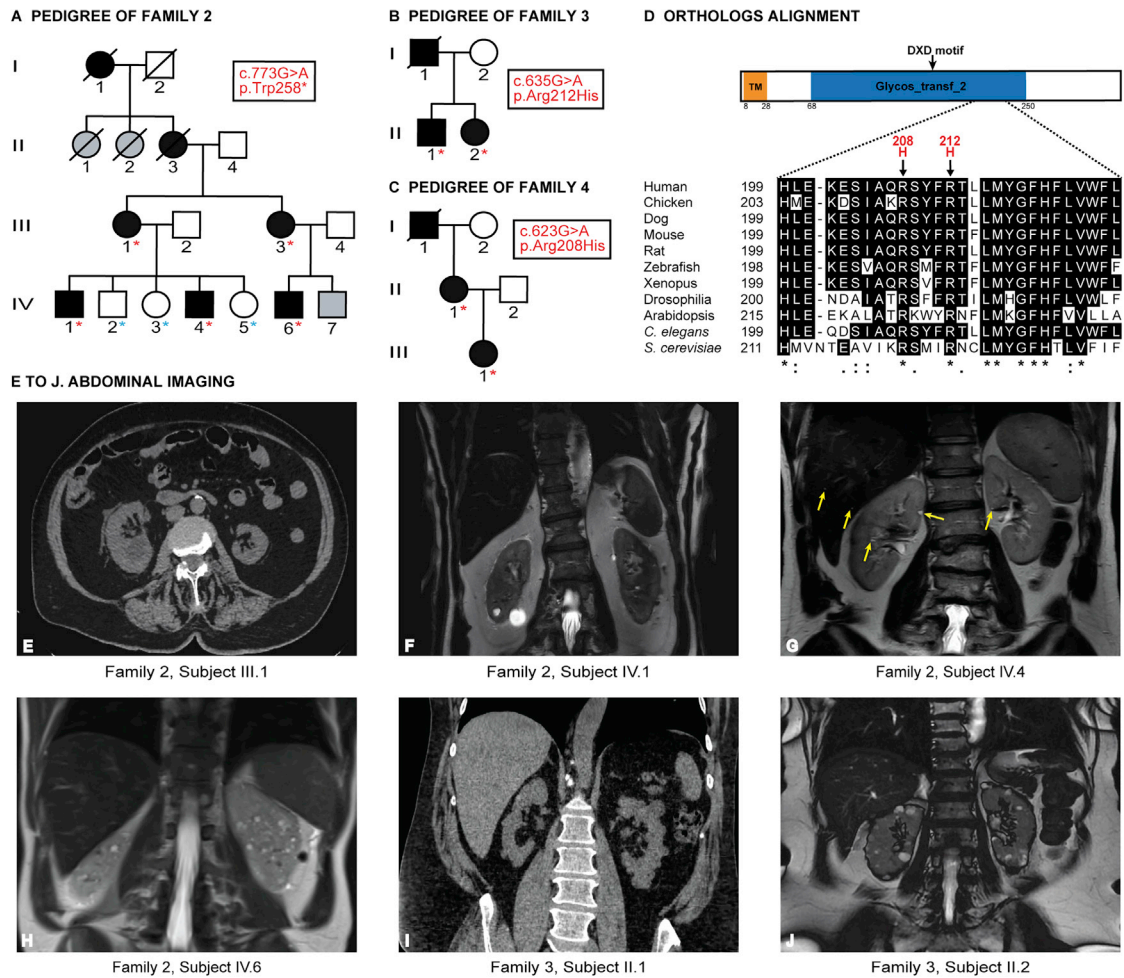 A PEDIGREE OF FAMILY 2
I
1 2
c.773G>A
p.Trp258*
II
1 2 3 4
III
1* 2 3* 4
IV
1* 2* 3* 4* 5* 6* 7
B PEDIGREE OF FAMILY 3
I
1 2
c.635G>A
p.Arg212His
II
1* 2*
C PEDIGREE OF FAMILY 4
I
1 2
c.623G>A
p.Arg208His
II
1* 2
III
1*
D ORTHOLOGS ALIGNMENT
DXD motif
TM Glycos_transf_2
8 28 68 250
208 212
H H
Human 199 HLE-KESIAQRSYFRTLLMYGFHFLVWFL
Chicken 203 HME-KDSIAKRSYFRTLLMYGFHFLVWFL
Dog 199 HLE-KESIAQRSYFRTLLMYGFHFLVWFL
Mouse 199 HLE-KESIAQRSYFRTFLMYGFHFLVWFL
Rat 199 HLE-KESIAQRSYFRTFLMYGFHFLVWFL
Zebrafish 198 HLE-KESVAQRSMFRTFLMYGFHFLVWFF
Xenopus 199 HLE-KESIAQRSVFRTFLMYGFHFLVWFL
Drosophilia 200 HLE-NDAIATRSFFRTILMHGFHFLVWLF
Arabidopsis 215 HLE-EKALATRKWYRNFLMKGFHFVVLLA
C. elegans 199 HLE-QDSIAQRSYFRTFLMYGFHFLVWFL
S. cerevisiae 211 HMVNTEAVIKRSMIRNCLMYGFHTLVFIF
* : . : : * . * . * * * * * : *
E TO J. ABDOMINAL IMAGING
E F G
Family 2, Subject III.1 Family 2, Subject IV.1 Family 2, Subject IV.4
H I J
Family 2, Subject IV.6 Family 3, Subject II.1 Family 3, Subject II.2